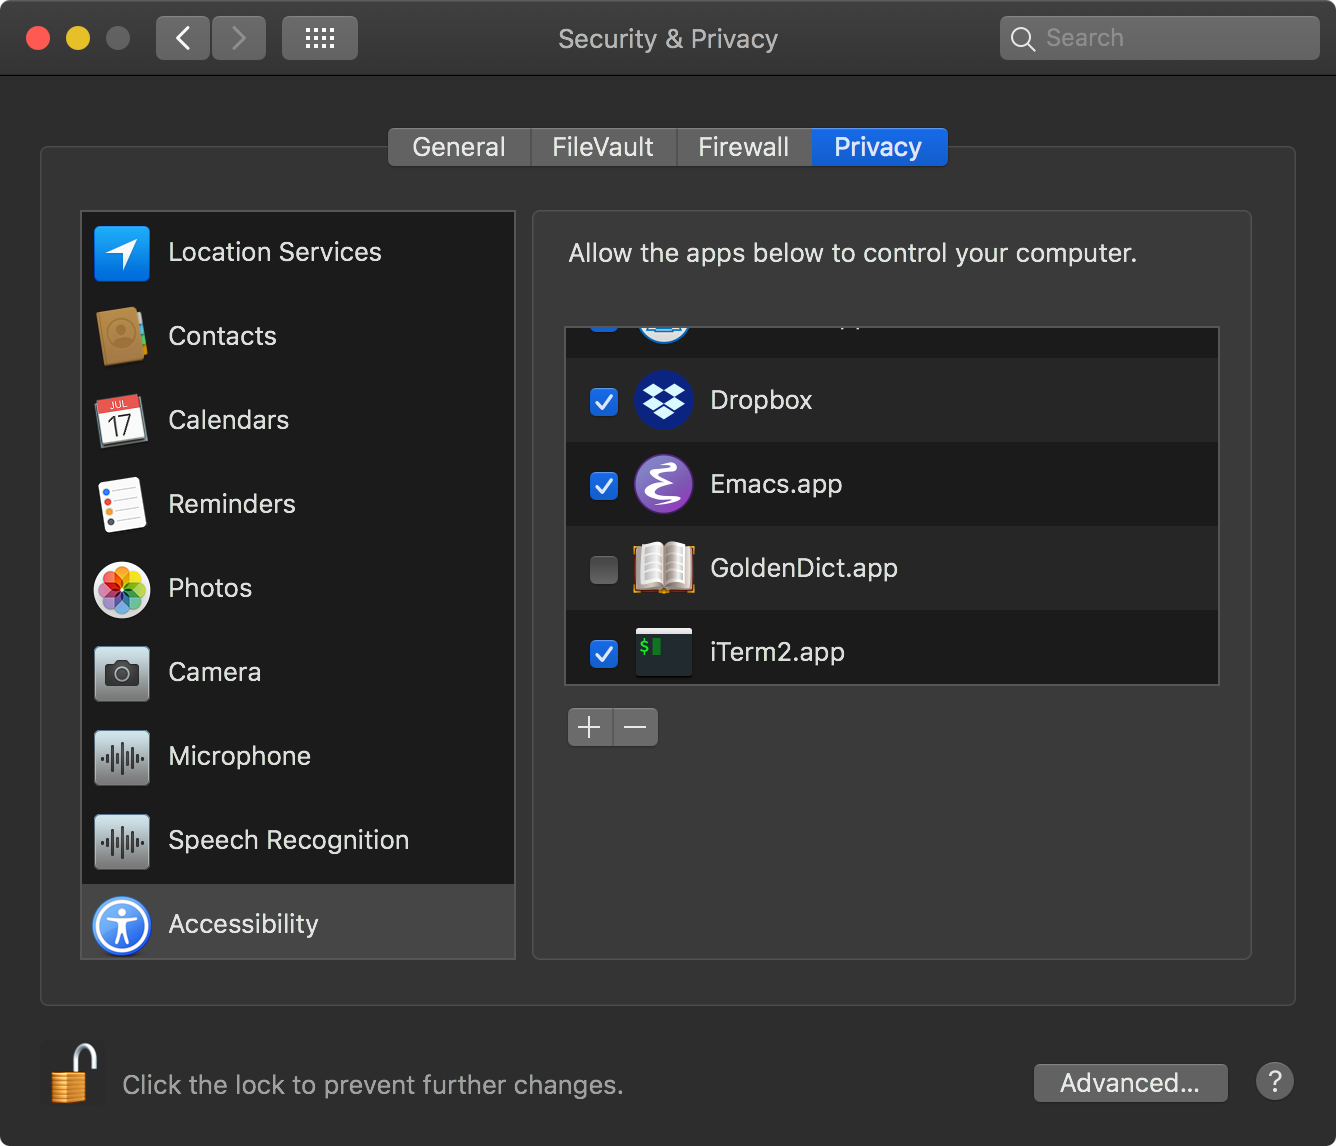 Security & Privacy
Search
General
FileVault
Firewall
Privacy
Location Services
Contacts
JUL
17
Calendars
Reminders
Photos
Camera
Microphone
Speech Recognition
Accessibility
Allow the apps below to control your computer.
Dropbox
Emacs.app
GoldenDict.app
$
iTerm2.app
Click the lock to prevent further changes.
Advanced...
?